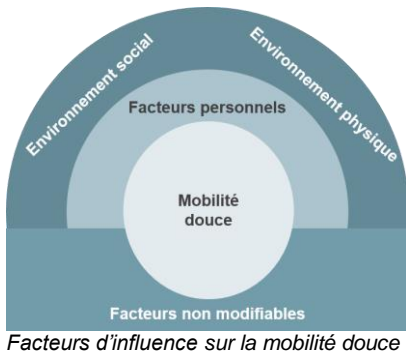 Environnement social
Environnement physique
Facteurs personnels
Mobilité
douce
Facteurs non modifiables
Facteurs d'influence sur la mobilité douce